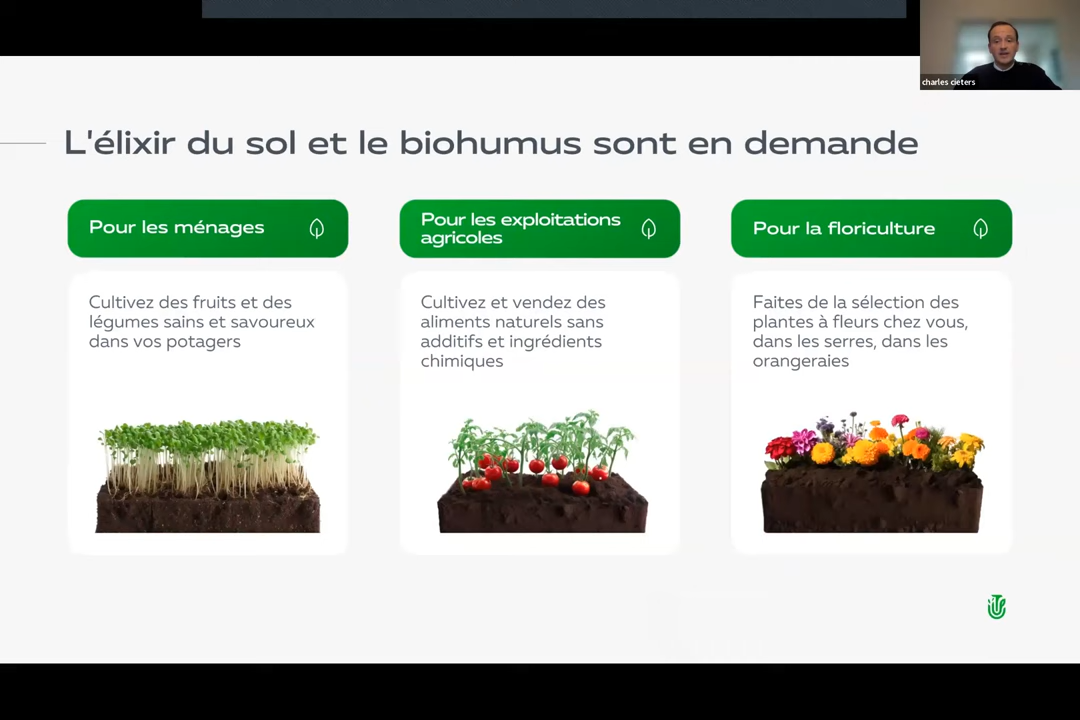 charles cieters
L'élixir du sol et le biohumus sont en demande
Pour les ménages
Cultivez des fruits et des
légumes sains et savoureux
dans vos potagers
Pour les exploitations
agricoles
Cultivez et vendez des
aliments naturels sans
additifs et ingrédients
chimiques
Pour la floriculture
Faites de la sélection des
plantes à fleurs chez vous,
dans les serres, dans les
orangeraies